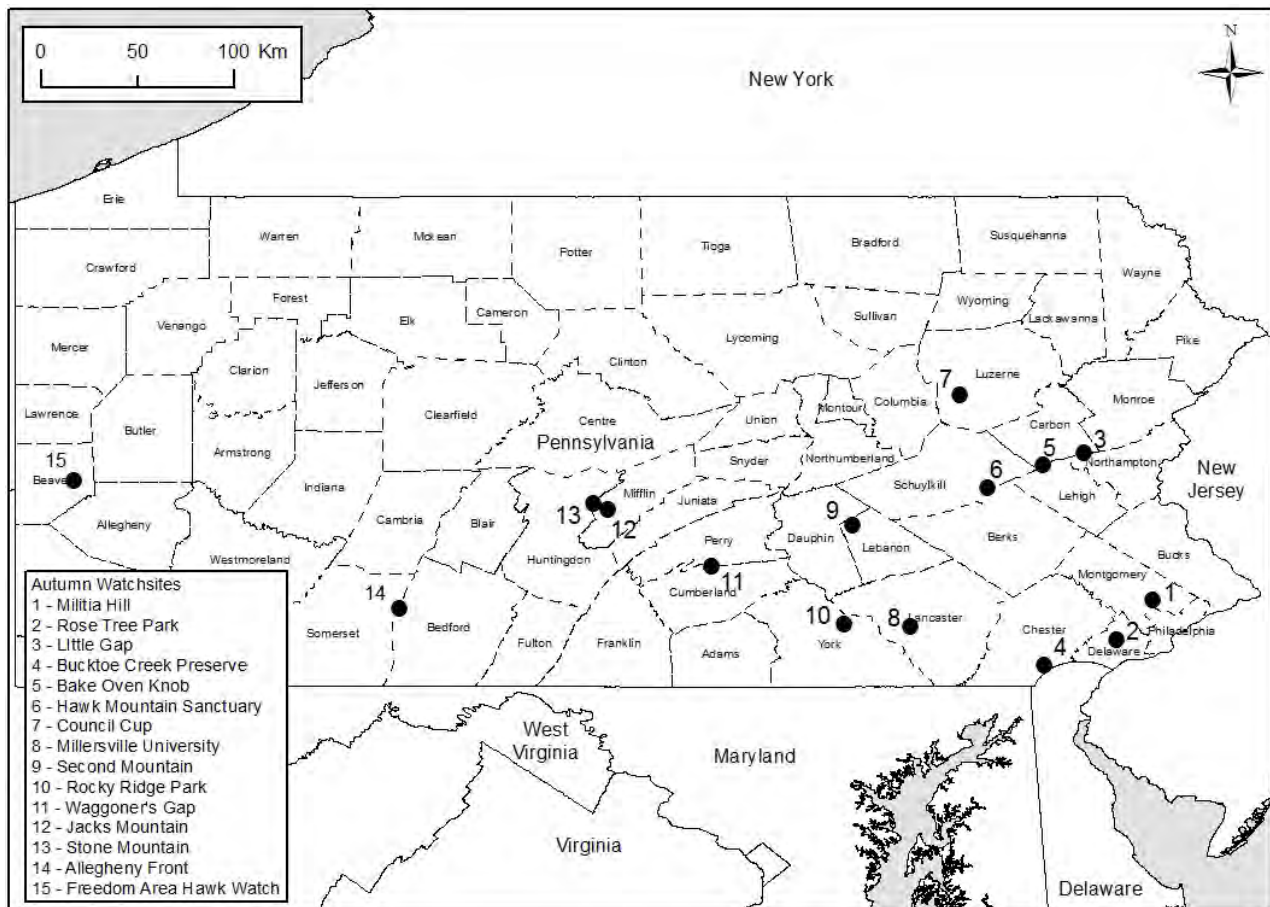 0 50 100 Km
N
New York
Erie
Warren
Mckean
Potter
Tioga
Bradford
Susquehanna
Wayne
Crawford
Forest
Elk
Cameron
Venango
Wyoming
Lackawanna
Sullivan
Pike
Mercer
Clarion
Jefferson
Clinton
Lycoming
Luzerne
7
Monroe
Lawrence
Butler
Clearfield
Centre
Union
Montour
Columbia
Carbon
Pennsylvania
Armstrong
Snyder
Northumberland
5
3
Northampton
15
Beaver
Indiana
Mifflin
Juniata
Schuylkill
6
Lehigh
New
Jersey
Allegheny
Cambria
Blair
13
12
9
Dauphin
Lebanon
Berks
Bucks
Westmoreland
Huntingdon
Perry
11
Cumberland
Montgomery
1
14
Somerset
Bedford
Fulton
Franklin
Adams
10
York
8
Lancaster
Chester
4
2
Delaware
Philadelphia
Autumn Watchsites
1 - Militia Hill
2 - Rose Tree Park
3 - Little Gap
4 - Bucktoe Creek Preserve
5 - Bake Oven Knob
6 - Hawk Mountain Sanctuary
7 - Council Cup
8 - Millersville University
9 - Second Mountain
10 - Rocky Ridge Park
11 - Waggoner's Gap
12 - Jacks Mountain
13 - Stone Mountain
14 - Allegheny Front
15 - Freedom Area Hawk Watch
West
Virginia
Maryland
Virginia
Delaware